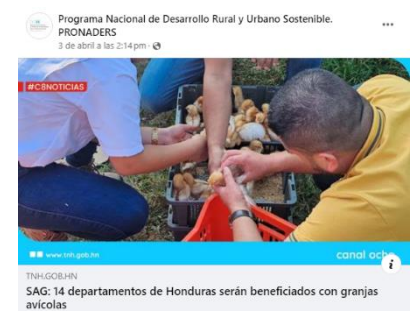 Programa Nacional de Desarrollo Rural y Urbano Sostenible.
PRONADERS
3 de abril a las 2:14 pm ·
#C8NOTICIAS
www.tnh.gob.hn
canal ocho
TNH.GOB.HN
SAG: 14 departamentos de Honduras serán beneficiados con granjas
avícolas